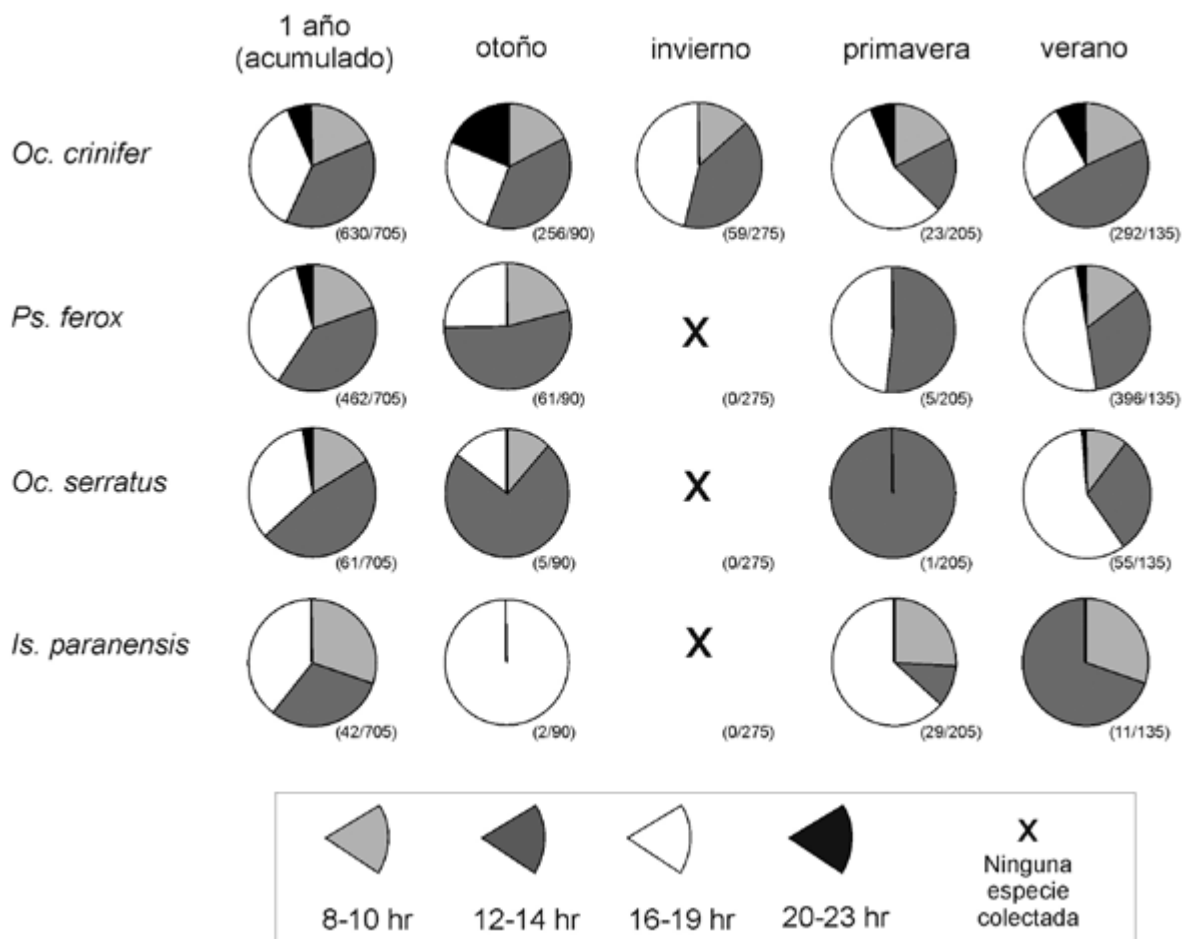 1 año
(acumulado)
otoño
invierno
primavera
verano
Oc. crinifer
(630/705)
(256/90)
(59/275)
(23/205)
(292/135)
Ps. ferox
X
(462/705)
(61/90)
(0/275)
(5/205)
(396/135)
Oc. serratus
X
(61/705)
(5/90)
(0/275)
(1/205)
(55/135)
Is. paranensis
X
(42/705)
(2/90)
(0/275)
(29/205)
(11/135)
8-10 hr
12-14 hr
16-19 hr
20-23 hr
X
Ninguna
especie
colectada